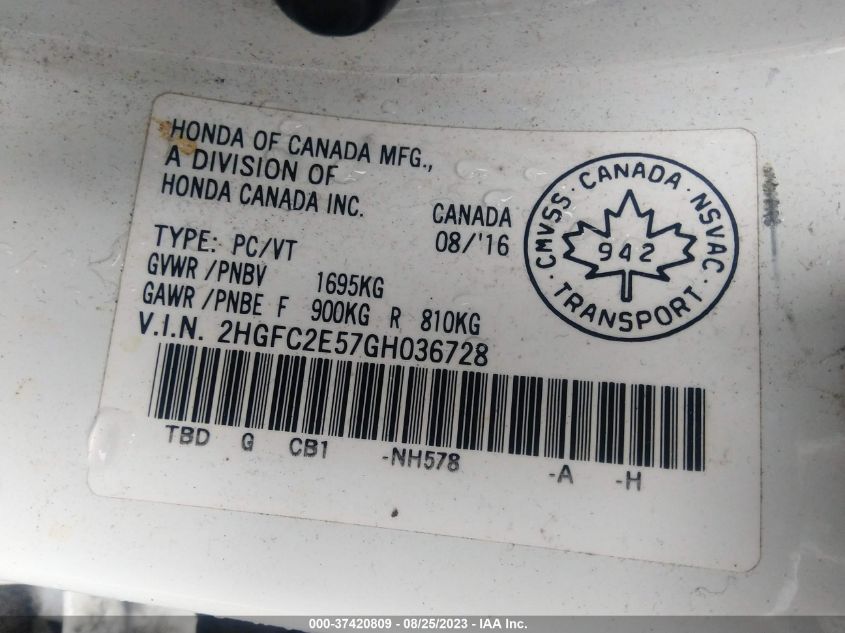 HONDA OF CANADA MFG.,
A DIVISION OF
HONDA CANADA INC.
CANADA
08/'16
TYPE: PC/VT
GVWR /PNBV 1695KG
GAWR /PNBE F 900KG R 810KG
V.I.N. 2HGFC2E57GH036728
TBD G CB1 -NH578 -A -H
CMVSS · CANADA · NSVAC
942
· TRANSPORT ·
000-37420809 - 08/25/2023 - IAA Inc.